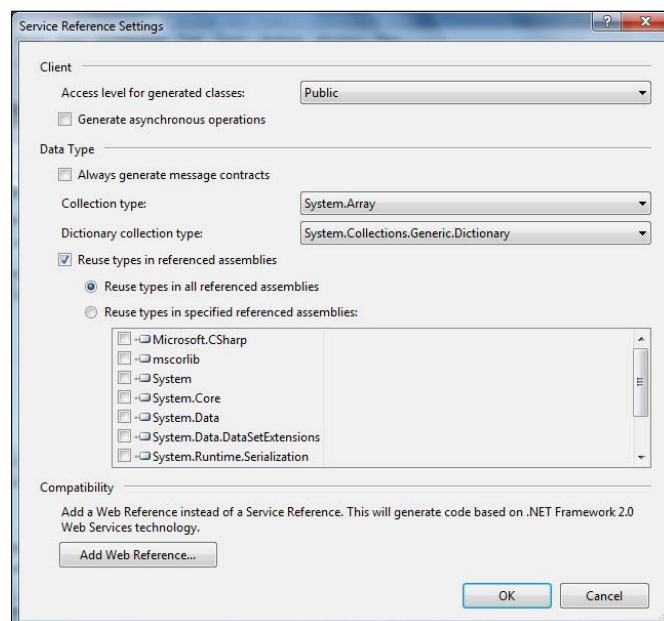 Service Reference Settings
Client
Access level for generated classes: Public
Generate asynchronous operations
Data Type
Always generate message contracts
Collection type: System.Array
Dictionary collection type: System.Collections.Generic.Dictionary
Reuse types in referenced assemblies
Reuse types in all referenced assemblies
Reuse types in specified referenced assemblies:
Microsoft.CSharp
mscorlib
System
System.Core
System.Data
System.Data.DataSetExtensions
System.Runtime.Serialization
Compatibility
Add a Web Reference instead of a Service Reference. This will generate code based on .NET Framework 2.0
Web Services technology.
Add Web Reference...
OK Cancel